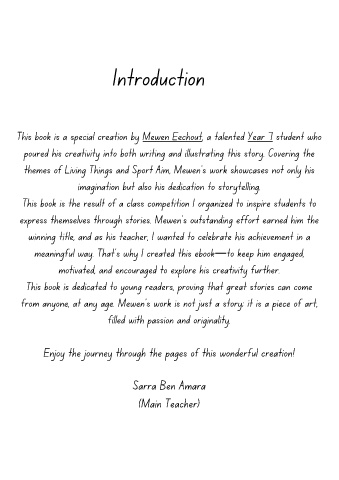 Introduction
This book is a special creation by Mewen Eechout, a talented Year 7 student who
poured his creativity into both writing and illustrating this story. Covering the
themes of Living Things and Sport Aim, Mewen's work showcases not only his
imagination but also his dedication to storytelling.
This book is the result of a class competition I organized to inspire students to
express themselves through stories. Mewen's outstanding effort earned him the
winning title, and as his teacher, I wanted to celebrate his achievement in a
meaningful way. That's why I created this ebook—to keep him engaged,
motivated, and encouraged to explore his creativity further.
This book is dedicated to young readers, proving that great stories can come
from anyone, at any age. Mewen's work is not just a story; it is a piece of art,
filled with passion and originality.
Enjoy the journey through the pages of this wonderful creation!
Sarra Ben Amara
(Main Teacher)